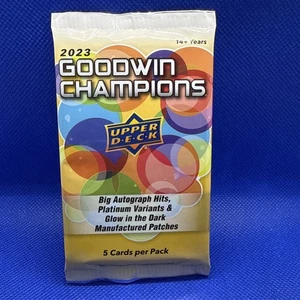 14+ Years
2023
GOODWIN
CHAMPIONS
UPPER
D·E·C·K
Big Autograph Hits,
Platinum Variants &
Glow in the Dark
Manufactured Patches
5 Cards per Pack